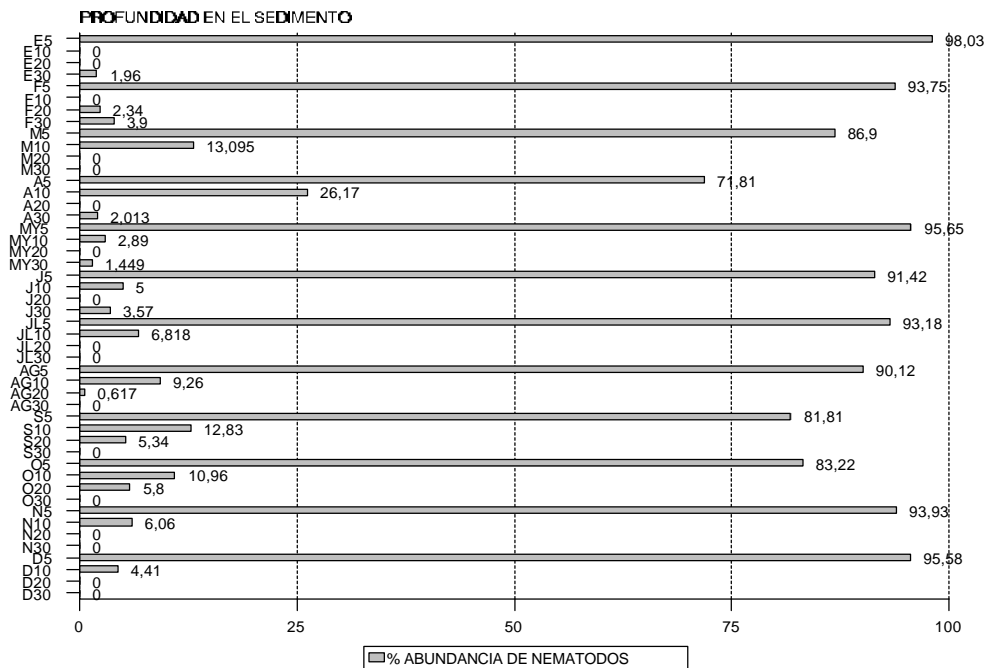 PROFUNDIDAD EN EL SEDIMENTO
E5 98,03
E10 0
E20 0
E30 1,96
F5 93,75
F10 0
F20 2,34
F30 3,9
M5 86,9
M10 13,095
M20 0
M30 0
A5 71,81
A10 26,17
A20 0
A30 2,013
MY5 95,65
MY10 2,89
MY20 0
MY30 1,449
J5 91,42
J10 5
J20 0
J30 3,57
JL5 93,18
JL10 6,818
JL20 0
JL30 0
AG5 90,12
AG10 9,26
AG20 0,617
AG30 0
S5 81,81
S10 12,83
S20 5,34
S30 0
O5 83,22
O10 10,96
O20 5,8
O30 0
N5 93,93
N10 6,06
N20 0
N30 0
D5 95,58
D10 4,41
D20 0
D30 0
0 25 50 75 100
% ABUNDANCIA DE NEMATODOS